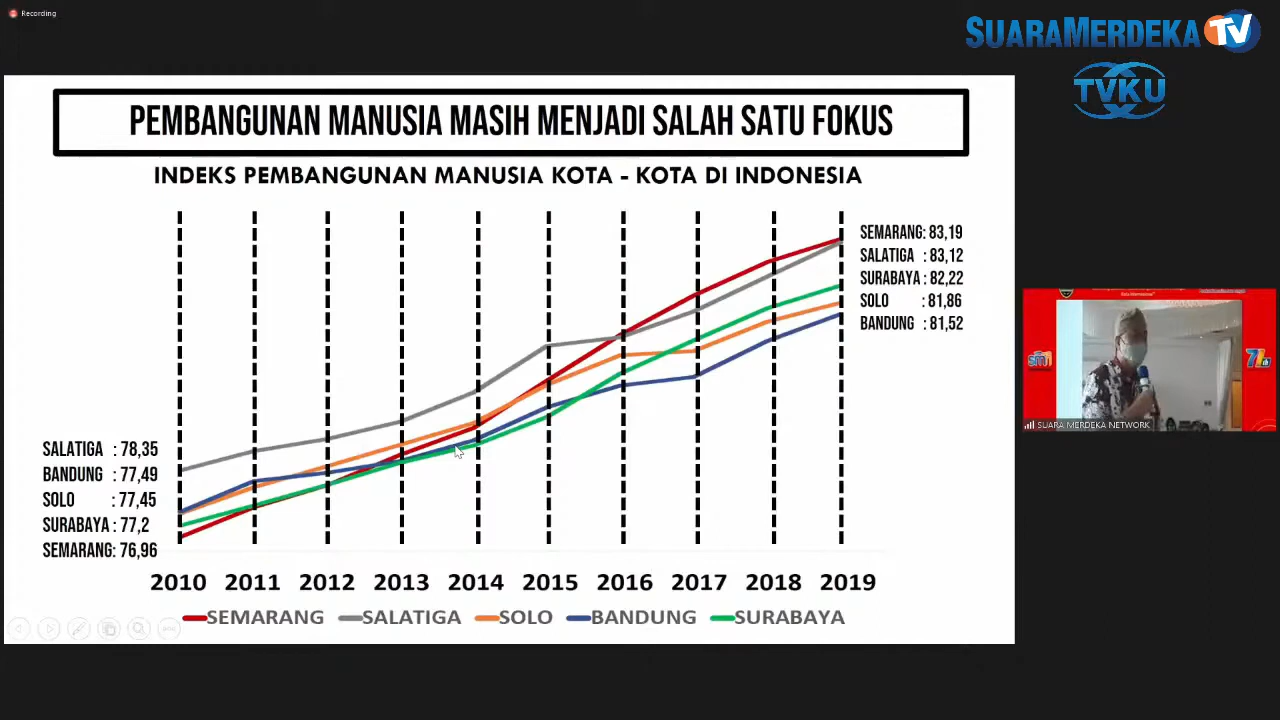 Recording
SUARAMERDEKA TV
TVKU
PEMBANGUNAN MANUSIA MASIH MENJADI SALAH SATU FOKUS
INDEKS PEMBANGUNAN MANUSIA KOTA - KOTA DI INDONESIA
SEMARANG: 83,19
SALATIGA : 83,12
SURABAYA : 82,22
SOLO : 81,86
BANDUNG : 81,52
SALATIGA : 78,35
BANDUNG : 77,49
SOLO : 77,45
SURABAYA : 77,2
SEMARANG: 76,96
2010 2011 2012 2013 2014 2015 2016 2017 2018 2019
SEMARANG SALATIGA SOLO BANDUNG SURABAYA
SUARA MERDEKA NETWORK